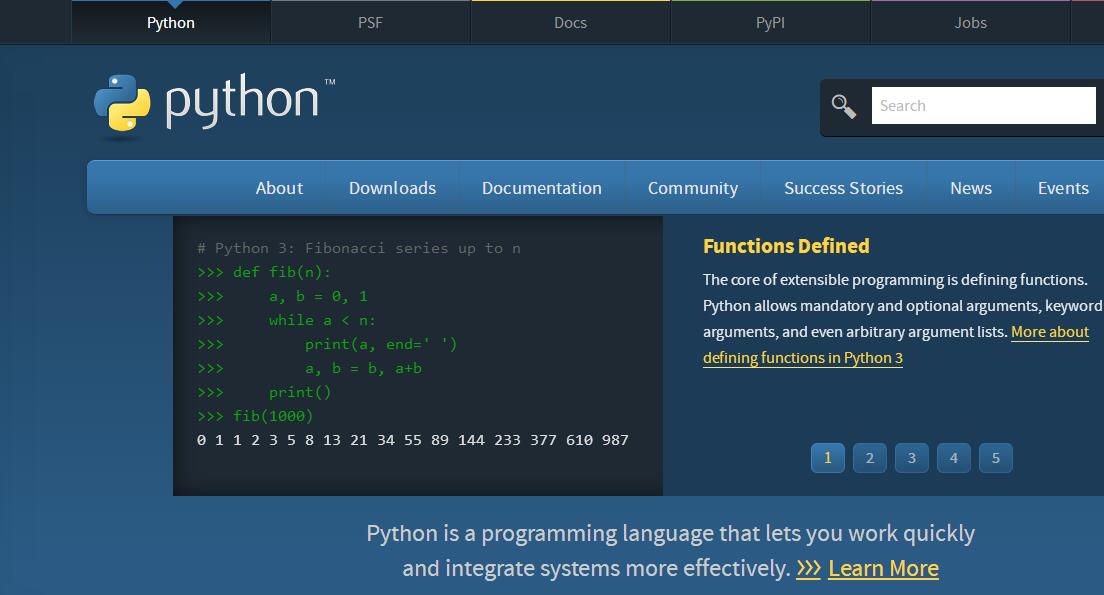 Python PSF Docs PyPI Jobs
python™
Search
About Downloads Documentation Community Success Stories News Events
# Python 3: Fibonacci series up to n
>>> def fib(n):
>>>     a, b = 0, 1
>>>     while a < n:
>>>         print(a, end=' ')
>>>         a, b = b, a+b
>>>     print()
>>> fib(1000)
0 1 1 2 3 5 8 13 21 34 55 89 144 233 377 610 987
Functions Defined
The core of extensible programming is defining functions.
Python allows mandatory and optional arguments, keyword
arguments, and even arbitrary argument lists. More about
defining functions in Python 3
1 2 3 4 5
Python is a programming language that lets you work quickly
and integrate systems more effectively. >>> Learn More